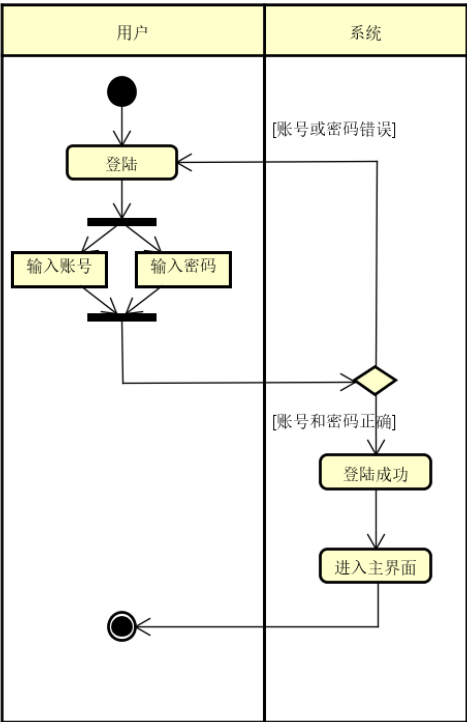 用户
系统
[账号或密码错误]
登陆
输入账号
输入密码
[账号和密码正确]
登陆成功
进入主界面